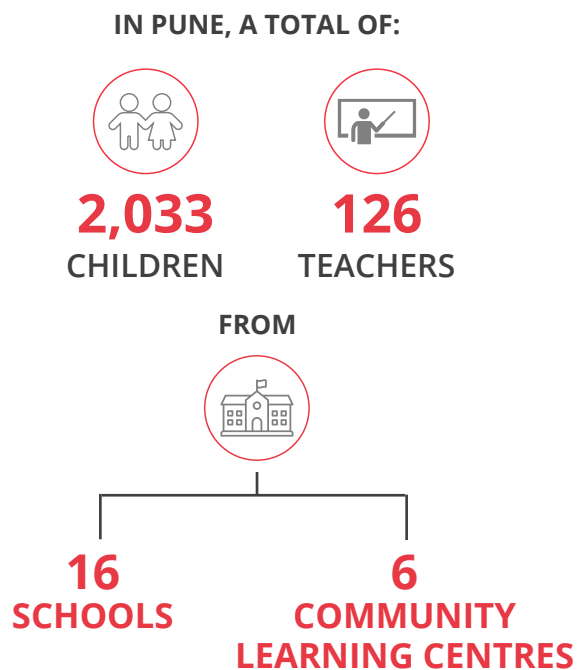 IN PUNE, A TOTAL OF:
2,033
CHILDREN
126
TEACHERS
FROM
16
SCHOOLS
6
COMMUNITY
LEARNING CENTRES